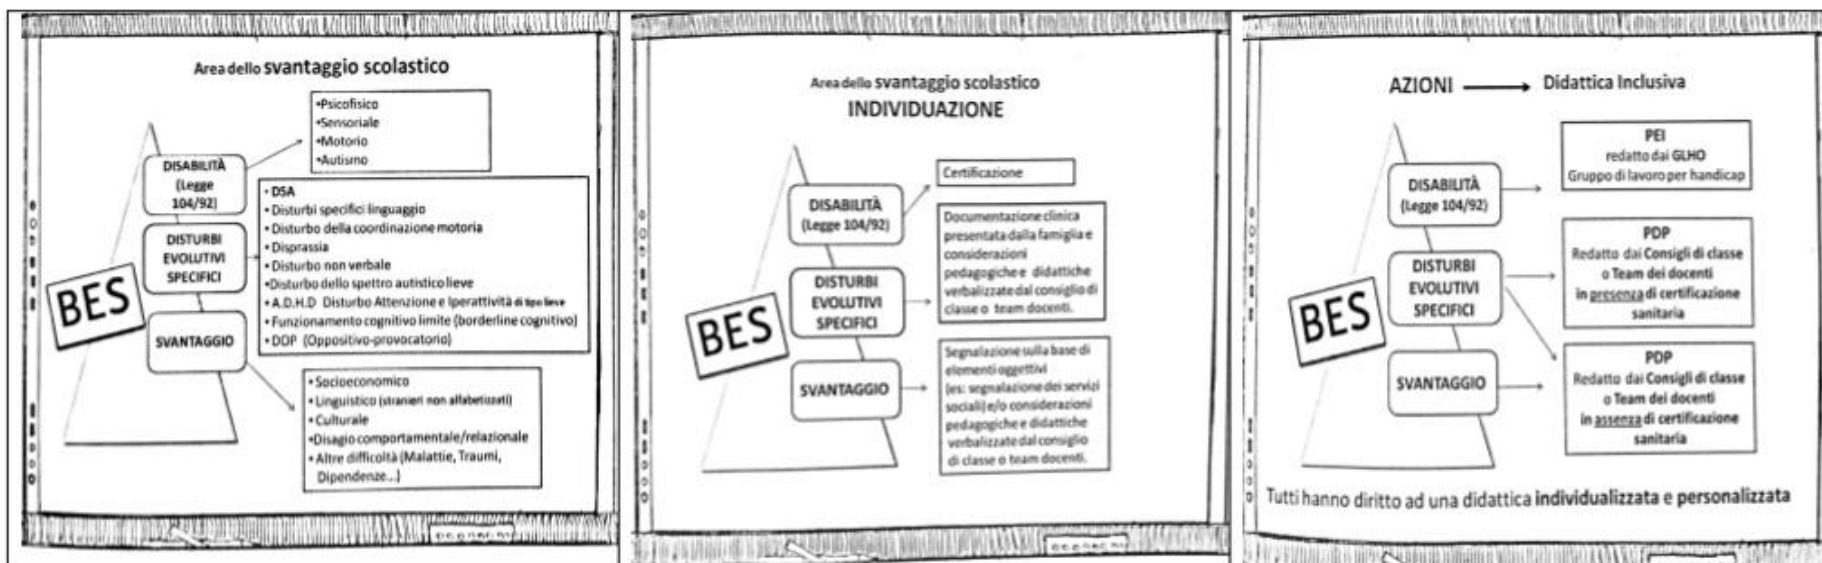 Area dello svantaggio scolastico
•Psicofisico
•Sensoriale
•Motorio
•Autismo
DISABILITÀ
(Legge
104/92)
• DSA
• Disturbi specifici linguaggio
• Disturbo della coordinazione motoria
• Disprassia
• Disturbo non verbale
•Disturbo dello spettro autistico lieve
• A.D.H.D Disturbo Attenzione e Iperattività di tipo lieve
• Funzionamento cognitivo limite (borderline cognitivo)
• DOP (Oppositivo-provocatorio)
DISTURBI
EVOLUTIVI
SPECIFICI
BES
SVANTAGGIO
• Socioeconomico
• Linguistico (stranieri non alfabetizzati)
• Culturale
•Disagio comportamentale/relazionale
• Altre difficoltà (Malattie, Traumi,
Dipendenze...)
Area dello svantaggio scolastico
INDIVIDUAZIONE
Certificazione
DISABILITÀ
(Legge 104/92)
Documentazione clinica
presentata dalla famiglia e
considerazioni
pedagogiche e didattiche
verbalizzate dal consiglio di
classe o team docenti.
DISTURBI
EVOLUTIVI
SPECIFICI
BES
SVANTAGGIO
Segnalazione sulla base di
elementi oggettivi
(es: segnalazione dei servizi
sociali) e/o considerazioni
pedagogiche e didattiche
verbalizzate dal consiglio
di classe o team docenti.
AZIONI
Didattica Inclusiva
PEI
redatto dai GLHO
Gruppo di lavoro per handicap
DISABILITÀ
(Legge 104/92)
PDP
Redatto dai Consigli di classe
o Team dei docenti
in presenza di certificazione
sanitaria
DISTURBI
EVOLUTIVI
SPECIFICI
BES
SVANTAGGIO
PDP
Redatto dai Consigli di classe
o Team dei docenti
in assenza di certificazione
sanitaria
Tutti hanno diritto ad una didattica individualizzata e personalizzata